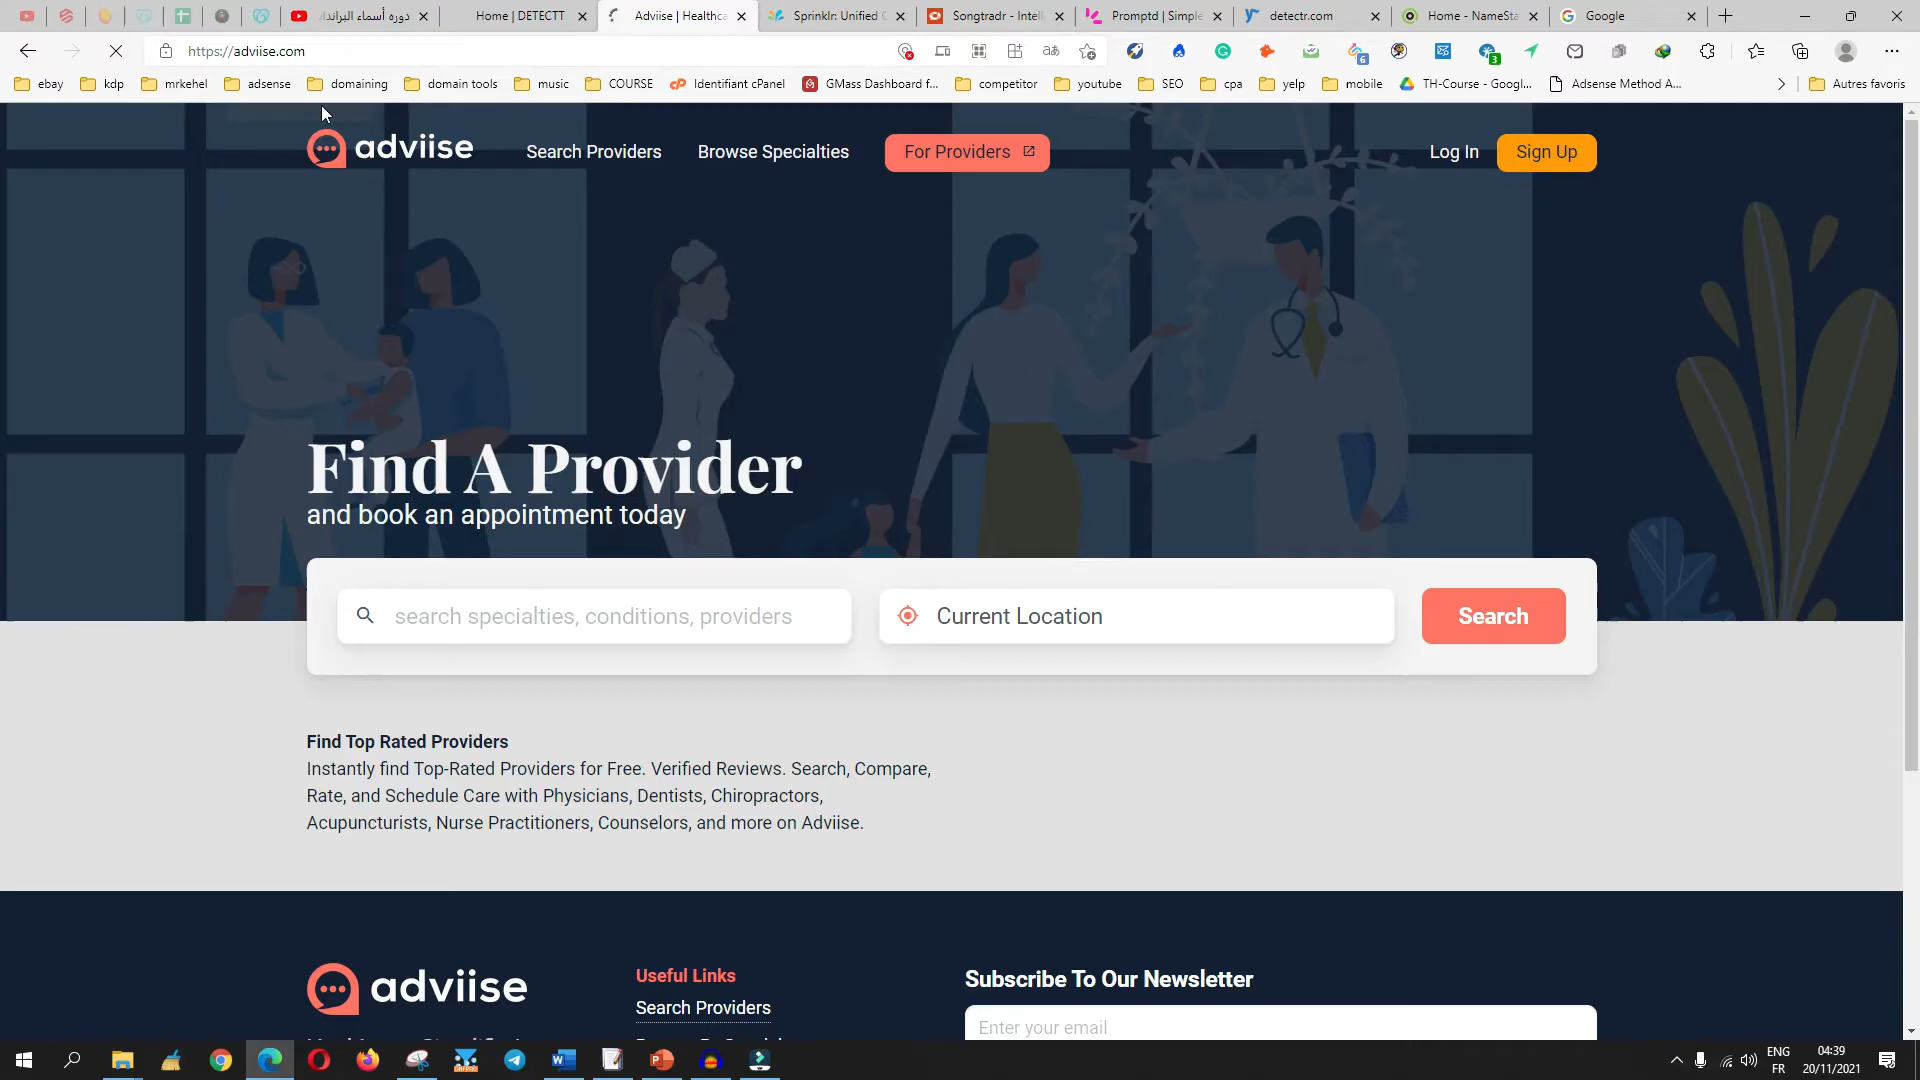 دوره أسماء البرانداد
Home | DETECTT
Adviise | Healthca
Sprinklr: Unified C
Songtradr - Intelli
Promptd | Simple
detectr.com
Home - NameSta
Google
https://adviise.com
ebay
kdp
mrkehel
adsense
domaining
domain tools
music
COURSE
Identifiant cPanel
GMass Dashboard f...
competitor
youtube
SEO
cpa
yelp
mobile
TH-Course - Googl...
Adsense Method A...
Autres favoris
adviise
Search Providers
Browse Specialties
For Providers
Log In
Sign Up
Find A Provider
and book an appointment today
search specialties, conditions, providers
Current Location
Search
Find Top Rated Providers
Instantly find Top-Rated Providers for Free. Verified Reviews. Search, Compare,
Rate, and Schedule Care with Physicians, Dentists, Chiropractors,
Acupuncturists, Nurse Practitioners, Counselors, and more on Adviise.
adviise
Useful Links
Search Providers
Subscribe To Our Newsletter
Enter your email
ENG
FR
04:39
20/11/2021